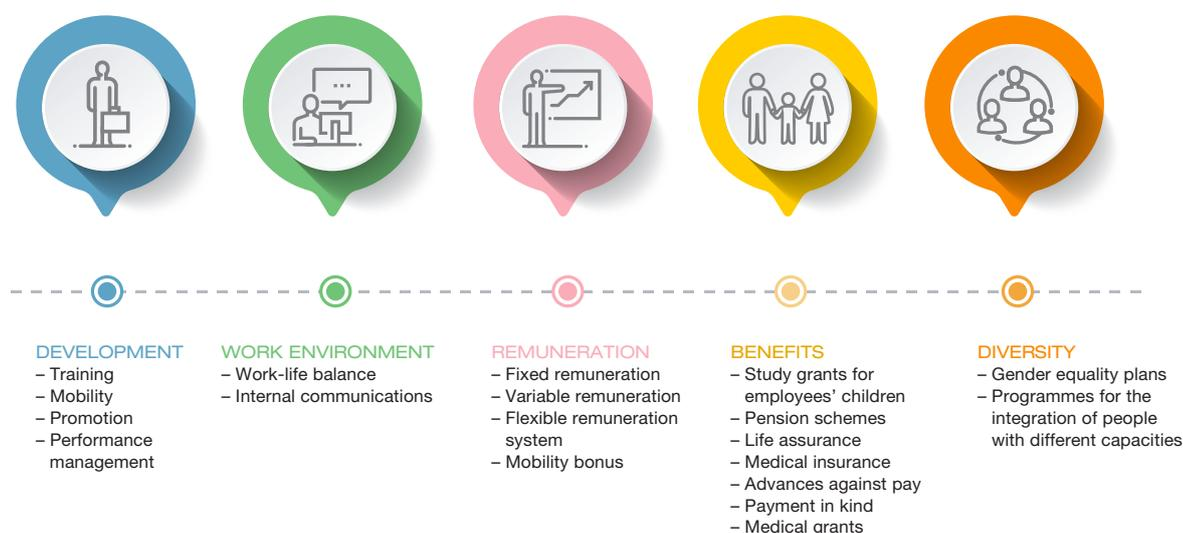 DEVELOPMENT
– Training
– Mobility
– Promotion
– Performance
management
WORK ENVIRONMENT
– Work-life balance
– Internal communications
REMUNERATION
– Fixed remuneration
– Variable remuneration
– Flexible remuneration
system
– Mobility bonus
BENEFITS
– Study grants for
employees’ children
– Pension schemes
– Life assurance
– Medical insurance
– Advances against pay
– Payment in kind
– Medical grants
DIVERSITY
– Gender equality plans
– Programmes for the
integration of people
with different capacities